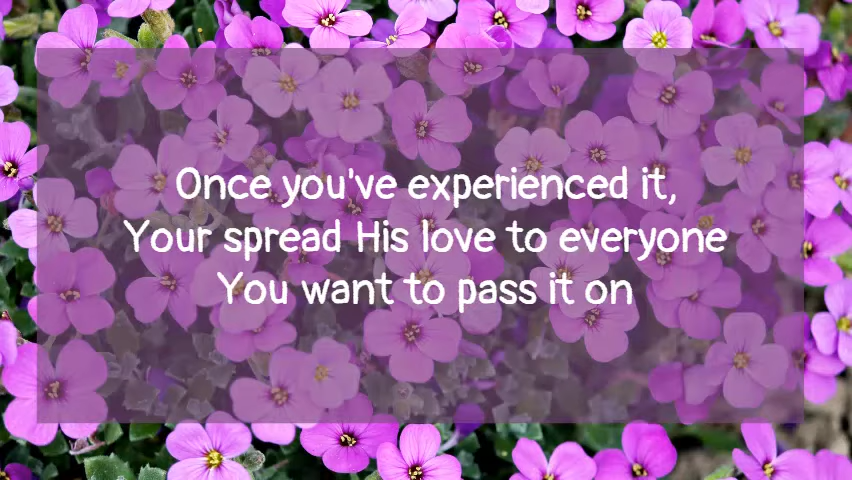 Once you've experienced it,
Your spread His love to everyone
You want to pass it on